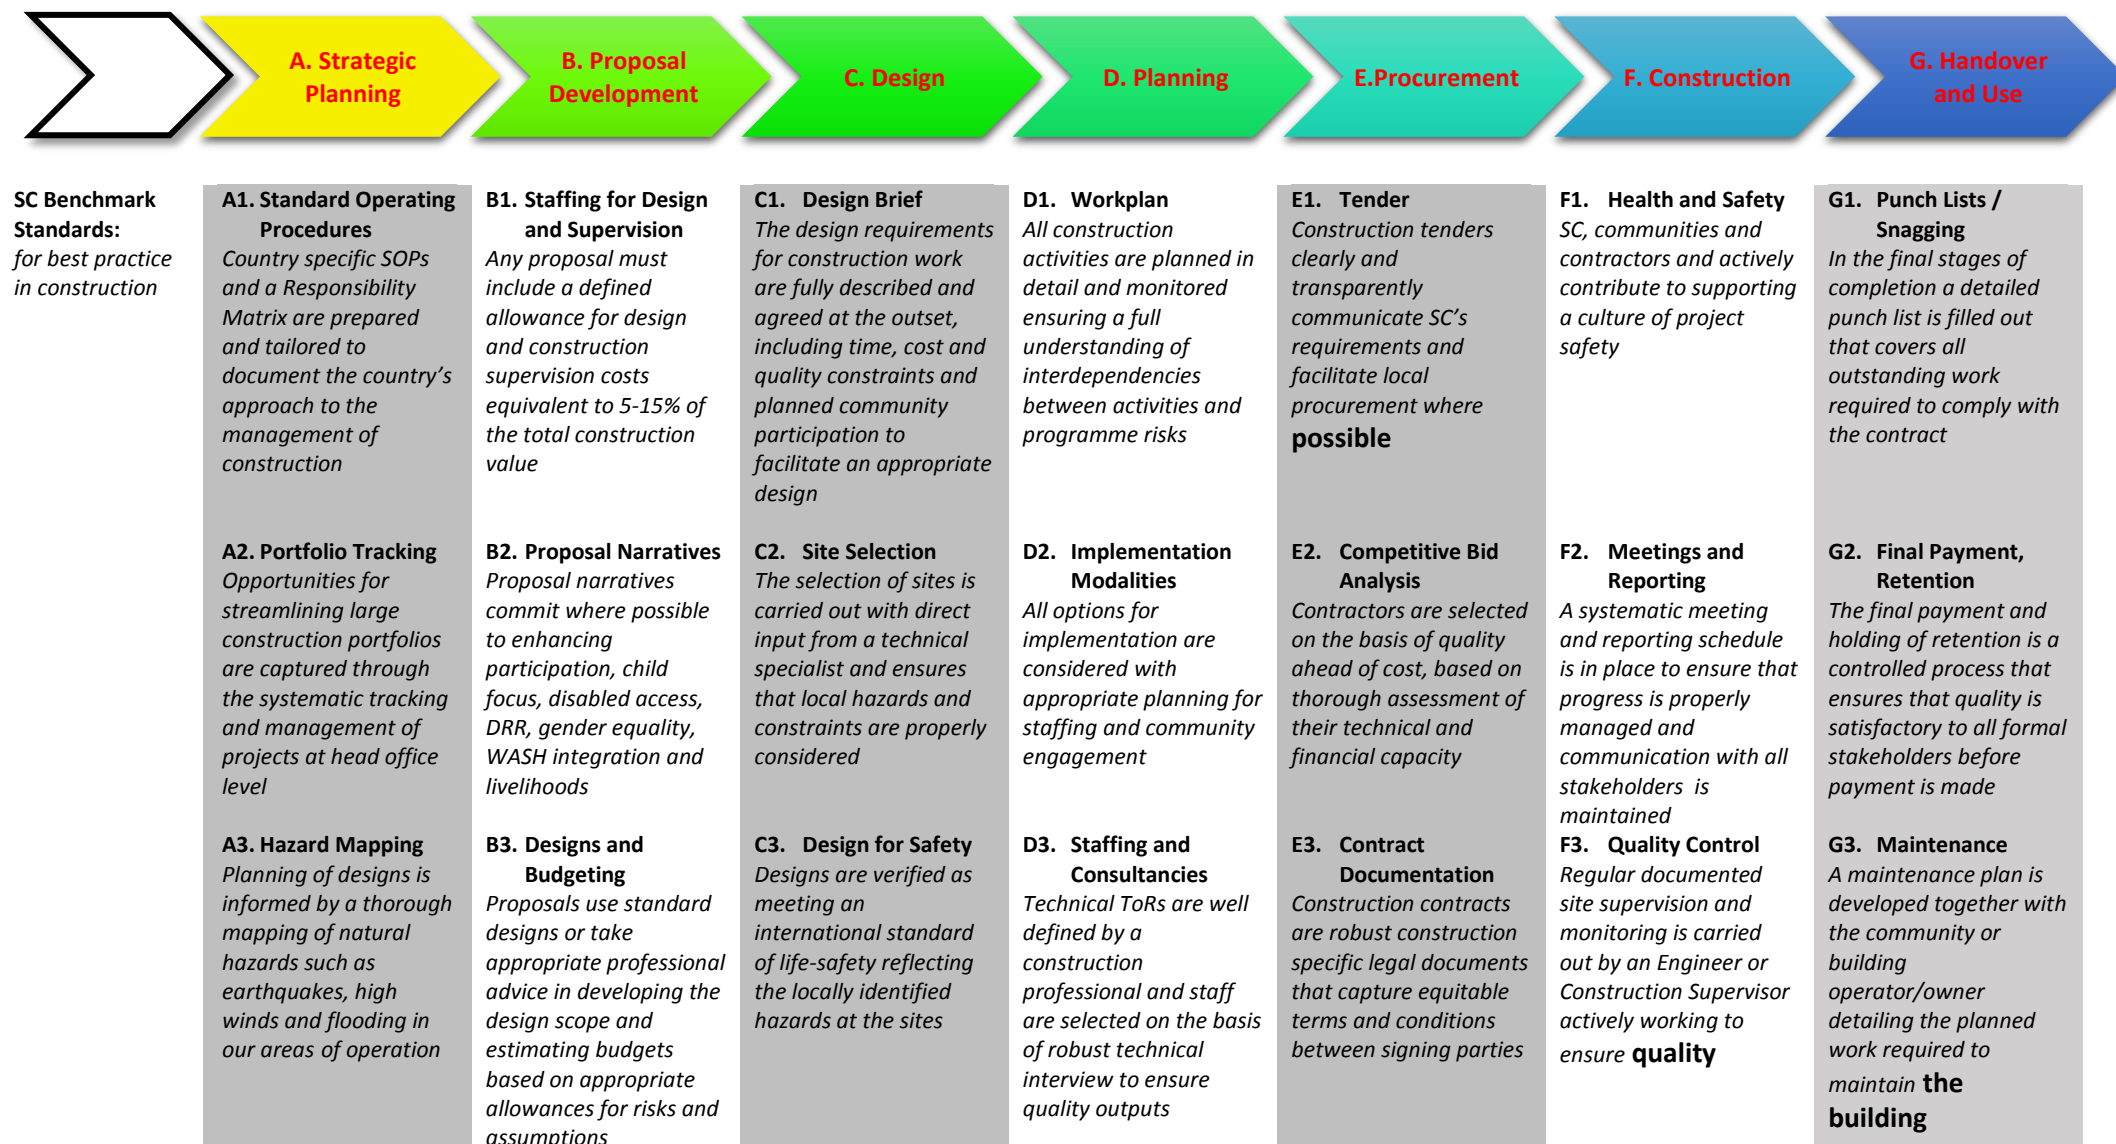 A. Strategic
Planning
B. Proposal
Development
C. Design
D. Planning
E.Procurement
F. Construction
G. Handover
and Use
SC Benchmark
Standards:
for best practice
in construction
A1. Standard Operating
Procedures
Country specific SOPs
and a Responsibility
Matrix are prepared
and tailored to
document the country’s
approach to the
management of
construction
B1. Staffing for Design
and Supervision
Any proposal must
include a defined
allowance for design
and construction
supervision costs
equivalent to 5-15% of
the total construction
value
C1. Design Brief
The design requirements
for construction work
are fully described and
agreed at the outset,
including time, cost and
quality constraints and
planned community
participation to
facilitate an appropriate
design
D1. Workplan
All construction
activities are planned in
detail and monitored
ensuring a full
understanding of
interdependencies
between activities and
programme risks
E1. Tender
Construction tenders
clearly and
transparently
communicate SC’s
requirements and
facilitate local
procurement where
possible
F1. Health and Safety
SC, communities and
contractors and actively
contribute to supporting
a culture of project
safety
G1. Punch Lists /
Snagging
In the final stages of
completion a detailed
punch list is filled out
that covers all
outstanding work
required to comply with
the contract
A2. Portfolio Tracking
Opportunities for
streamlining large
construction portfolios
are captured through
the systematic tracking
and management of
projects at head office
level
B2. Proposal Narratives
Proposal narratives
commit where possible
to enhancing
participation, child
focus, disabled access,
DRR, gender equality,
WASH integration and
livelihoods
C2. Site Selection
The selection of sites is
carried out with direct
input from a technical
specialist and ensures
that local hazards and
constraints are properly
considered
D2. Implementation
Modalities
All options for
implementation are
considered with
appropriate planning for
staffing and community
engagement
E2. Competitive Bid
Analysis
Contractors are selected
on the basis of quality
ahead of cost, based on
thorough assessment of
their technical and
financial capacity
F2. Meetings and
Reporting
A systematic meeting
and reporting schedule
is in place to ensure that
progress is properly
managed and
communication with all
stakeholders is
maintained
G2. Final Payment,
Retention
The final payment and
holding of retention is a
controlled process that
ensures that quality is
satisfactory to all formal
stakeholders before
payment is made
A3. Hazard Mapping
Planning of designs is
informed by a thorough
mapping of natural
hazards such as
earthquakes, high
winds and flooding in
our areas of operation
B3. Designs and
Budgeting
Proposals use standard
designs or take
appropriate professional
advice in developing the
design scope and
estimating budgets
based on appropriate
allowances for risks and
assumptions
C3. Design for Safety
Designs are verified as
meeting an
international standard
of life-safety reflecting
the locally identified
hazards at the sites
D3. Staffing and
Consultancies
Technical ToRs are well
defined by a
construction
professional and staff
are selected on the basis
of robust technical
interview to ensure
quality outputs
E3. Contract
Documentation
Construction contracts
are robust construction
specific legal documents
that capture equitable
terms and conditions
between signing parties
F3. Quality Control
Regular documented
site supervision and
monitoring is carried
out by an Engineer or
Construction Supervisor
actively working to
ensure quality
G3. Maintenance
A maintenance plan is
developed together with
the community or
building
operator/owner
detailing the planned
work required to
maintain the
building